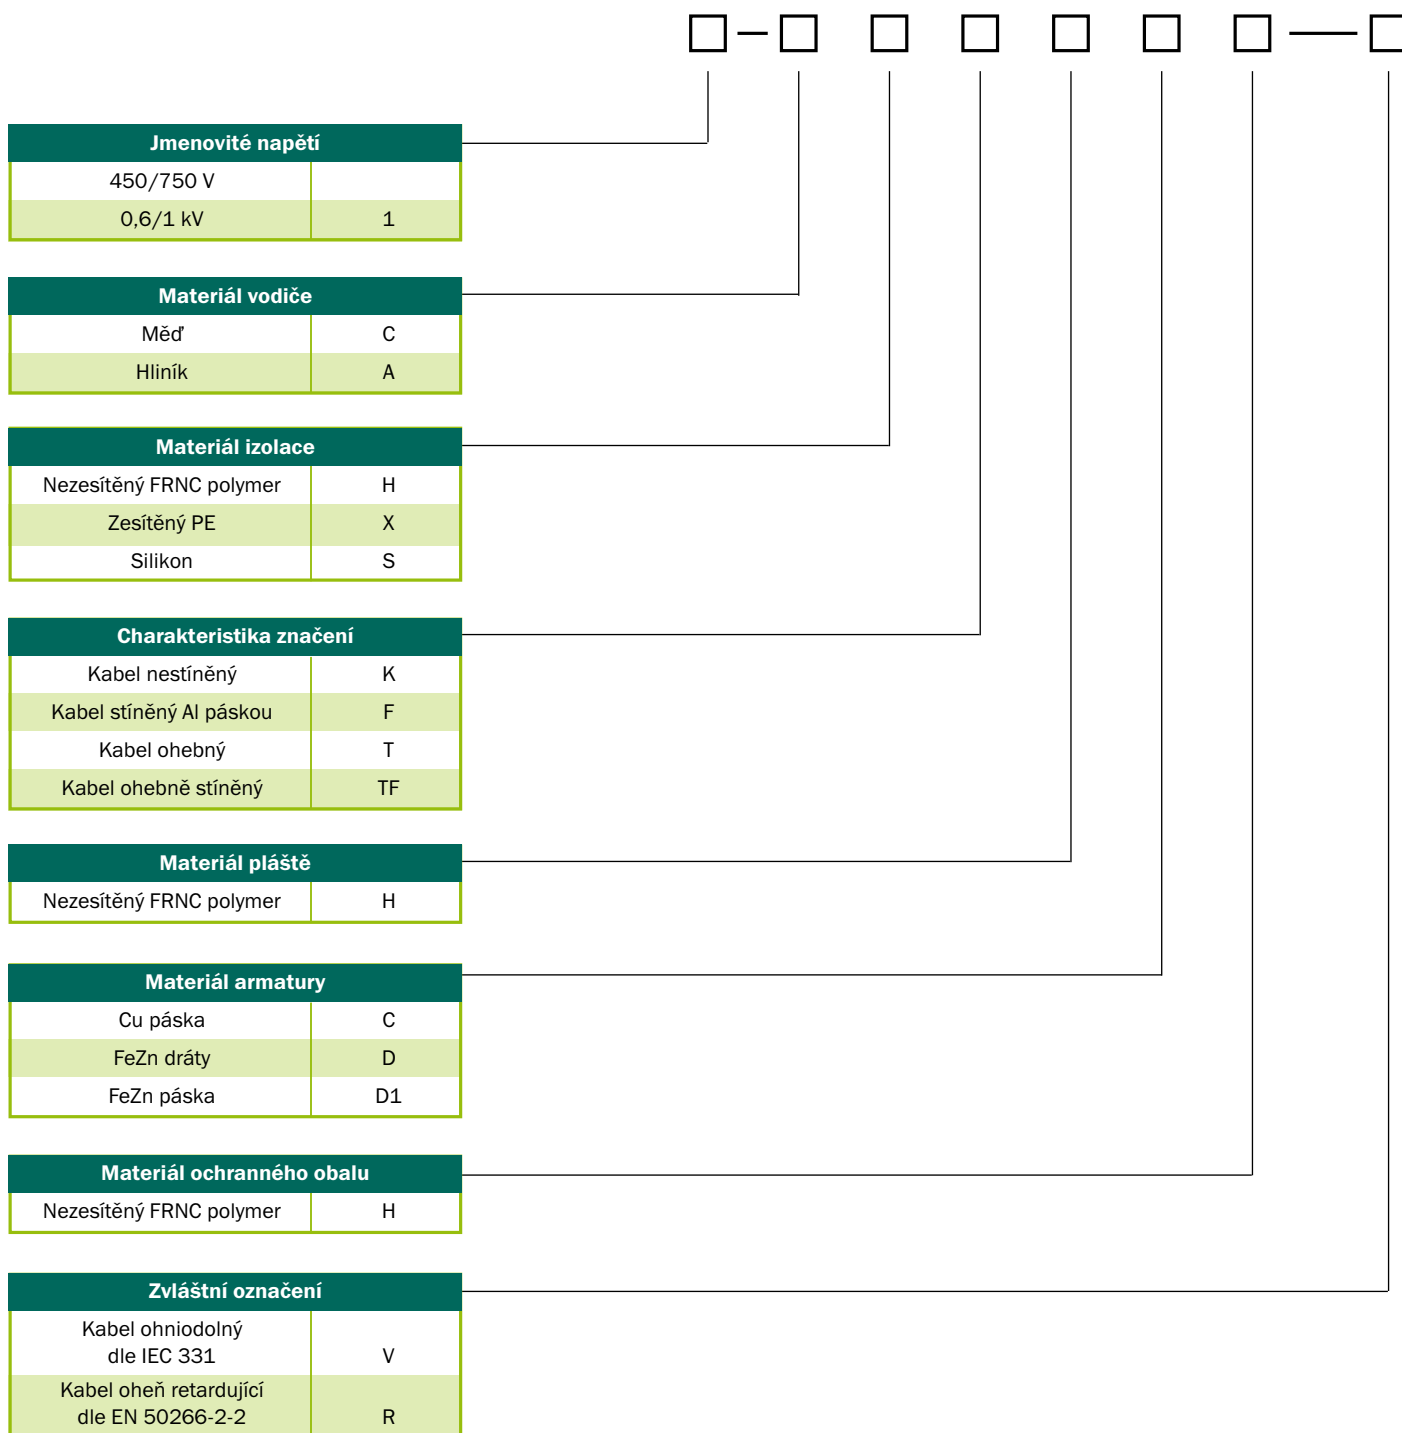 Jmenovité napětí
450/750 V
0,6/1 kV 1
Materiál vodiče
Měď C
Hliník A
Materiál izolace
Nezesítěný FRNC polymer H
Zesítěný PE X
Silikon S
Charakteristika značení
Kabel nestíněný K
Kabel stíněný Al páskou F
Kabel ohebný T
Kabel ohebně stíněný TF
Materiál pláště
Nezesítěný FRNC polymer H
Materiál armatury
Cu páska C
FeZn dráty D
FeZn páska D1
Materiál ochranného obalu
Nezesítěný FRNC polymer H
Zvláštní označení
Kabel ohniodolný
dle IEC 331 V
Kabel oheň retardující
dle EN 50266-2-2 R